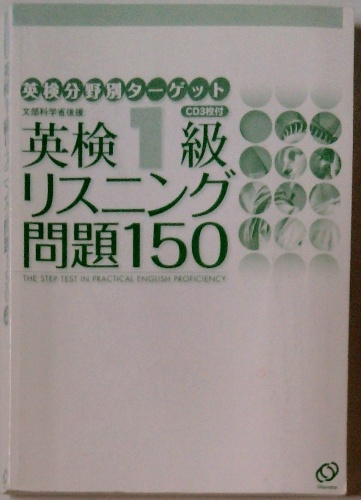 英検分野別ターゲット
文部科学省後援
CD3枚付
英検1級
リスニング
問題150
THE STEP TEST IN PRACTICAL ENGLISH PROFICIENCY
Obunsha